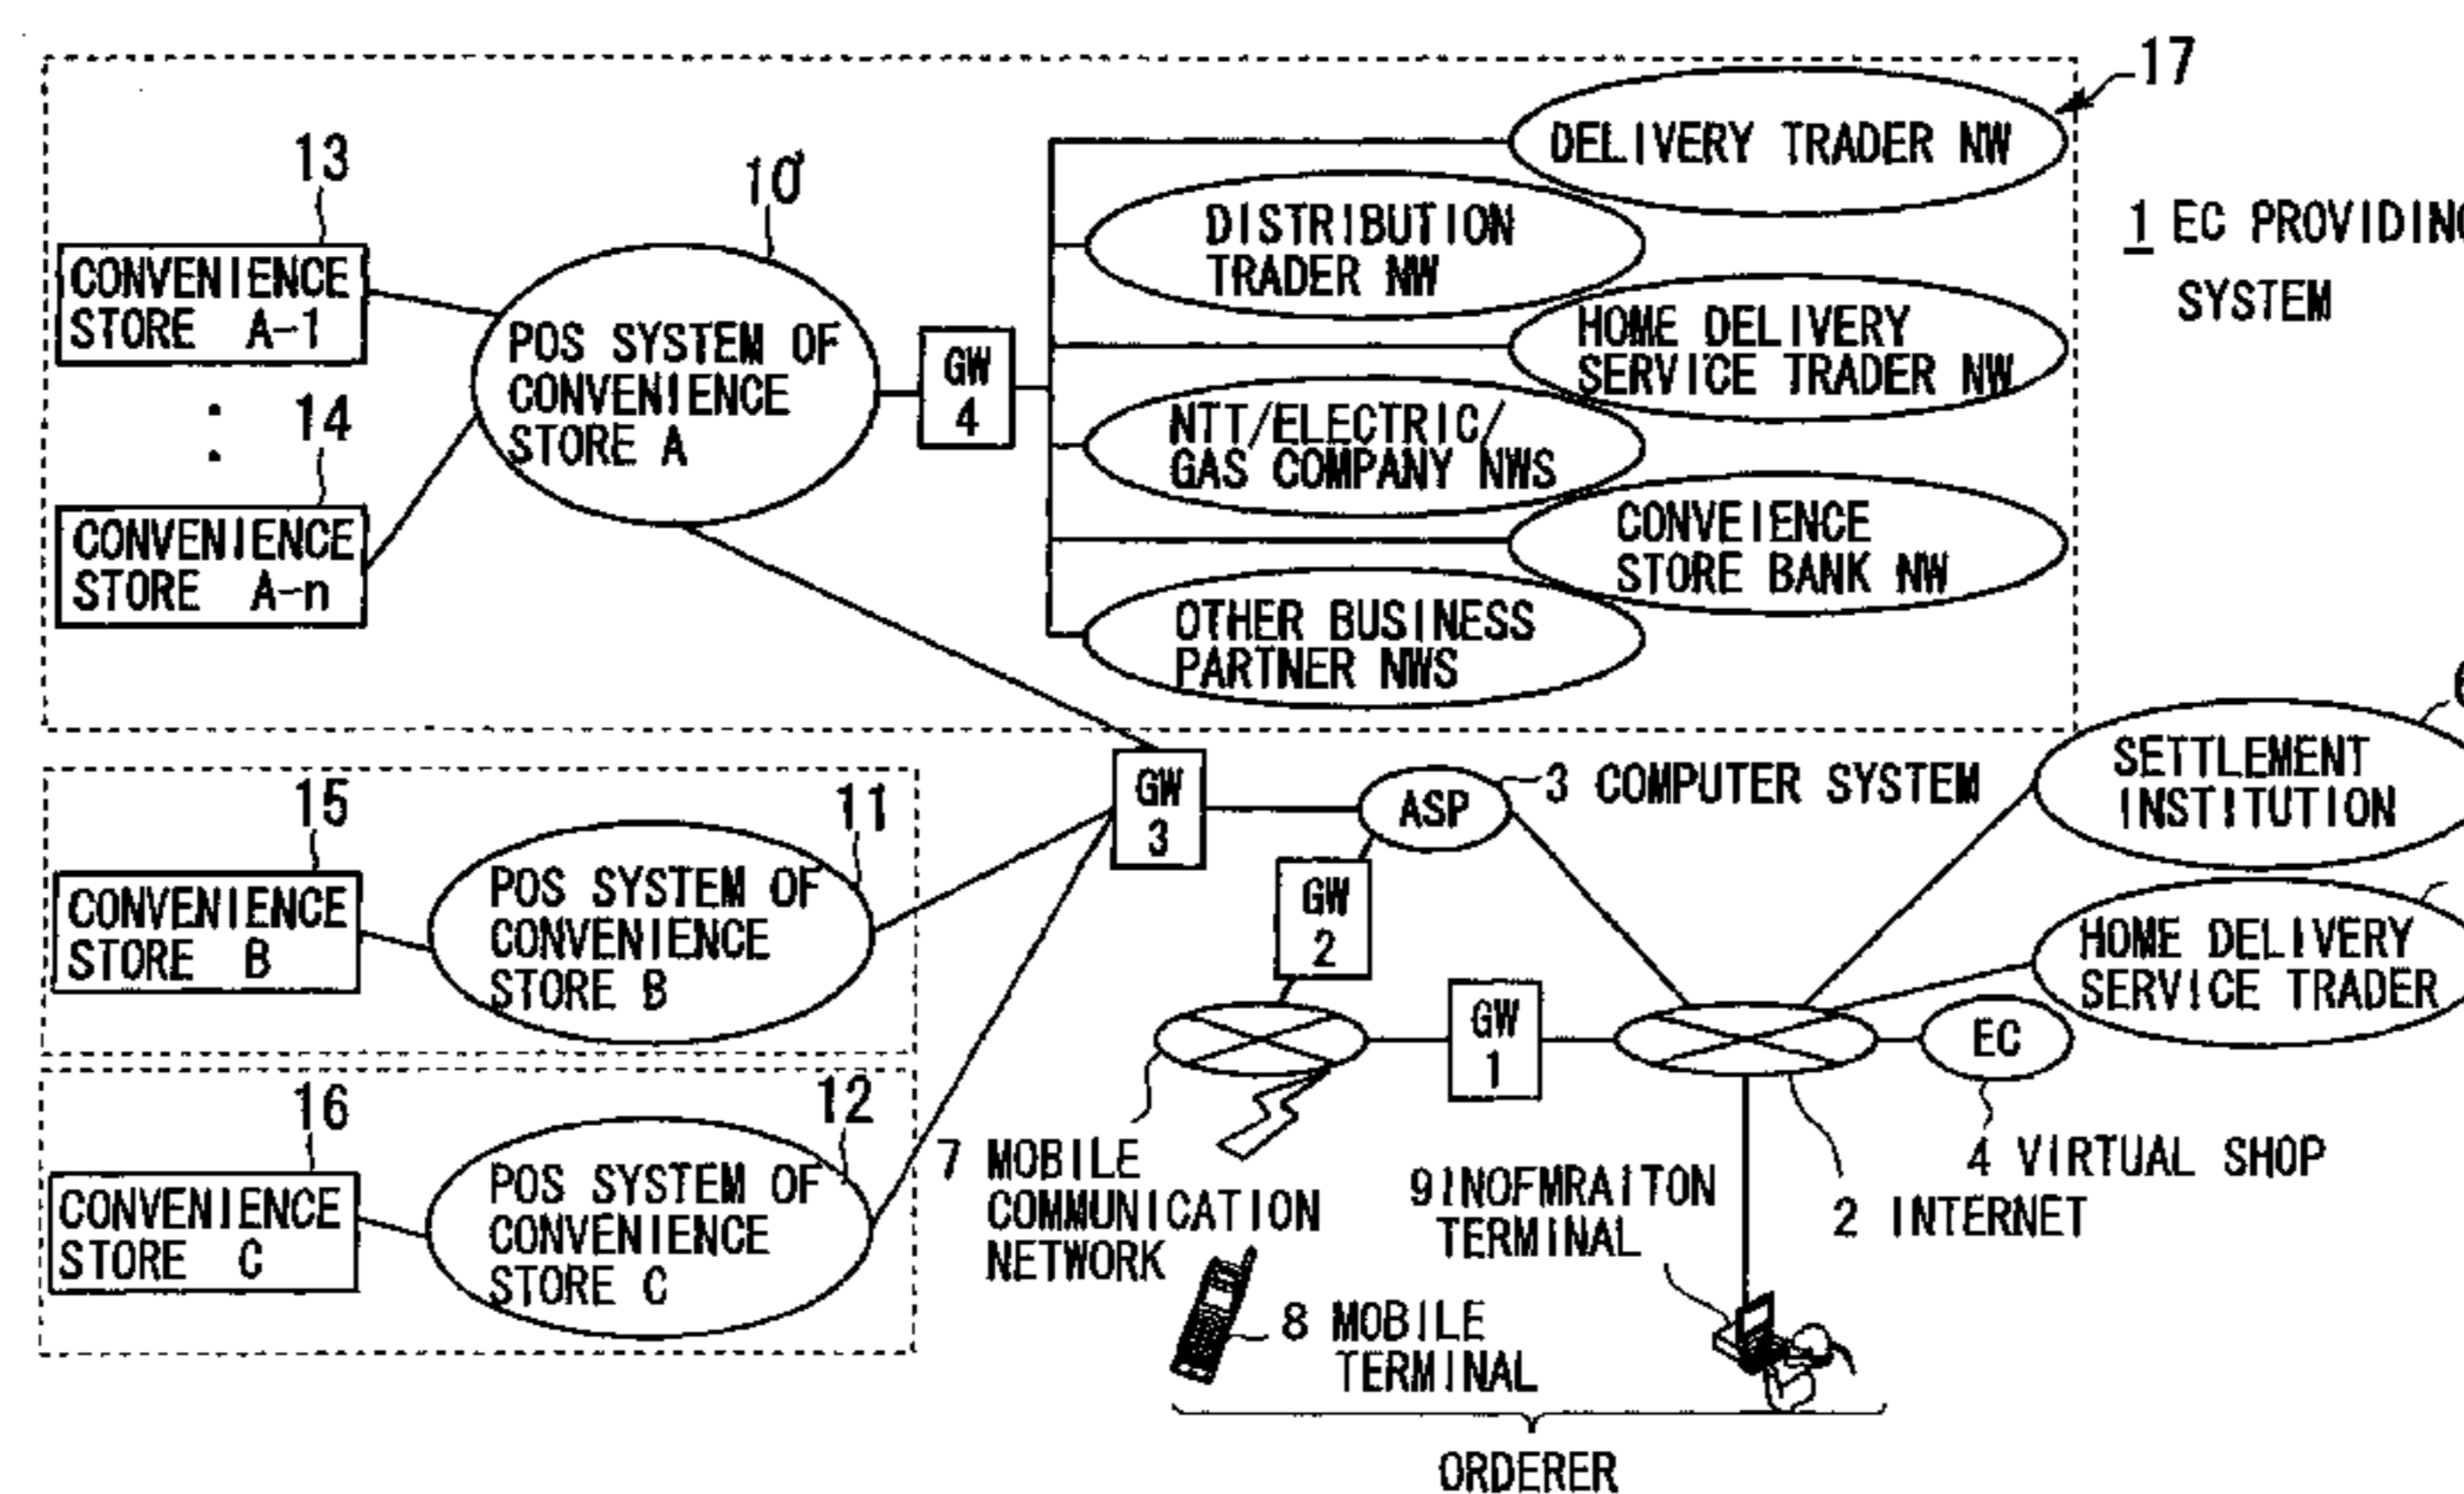 17
DELIVERY TRADER NW
13
10'
DISTRIBUTION
TRADER NW
1 EC PROVIDING
SYSTEM
CONVENIENCE
STORE A-1
POS SYSTEM OF
CONVENIENCE
STORE A
GW
4
HOME DELIVERY
SERVICE TRADER NW
14
NTT/ELECTRIC/
GAS COMPANY NWS
CONVENIENCE
STORE A-n
CONVEIENCE
STORE BANK NW
OTHER BUSINESS
PARTNER NWS
6
SETTLEMENT
INSTITUTION
15
11
GW
3
ASP
3 COMPUTER SYSTEM
CONVENIENCE
STORE B
POS SYSTEM OF
CONVENIENCE
STORE B
GW
2
HOME DELIVERY
SERVICE TRADER
GW
1
EC
16
12
7 MOBILE
COMMUNICATION
NETWORK
4 VIRTUAL SHOP
CONVENIENCE
STORE C
POS SYSTEM OF
CONVENIENCE
STORE C
9INOFMRAITON
TERMINAL
2 INTERNET
8 MOBILE
TERMINAL
ORDERER